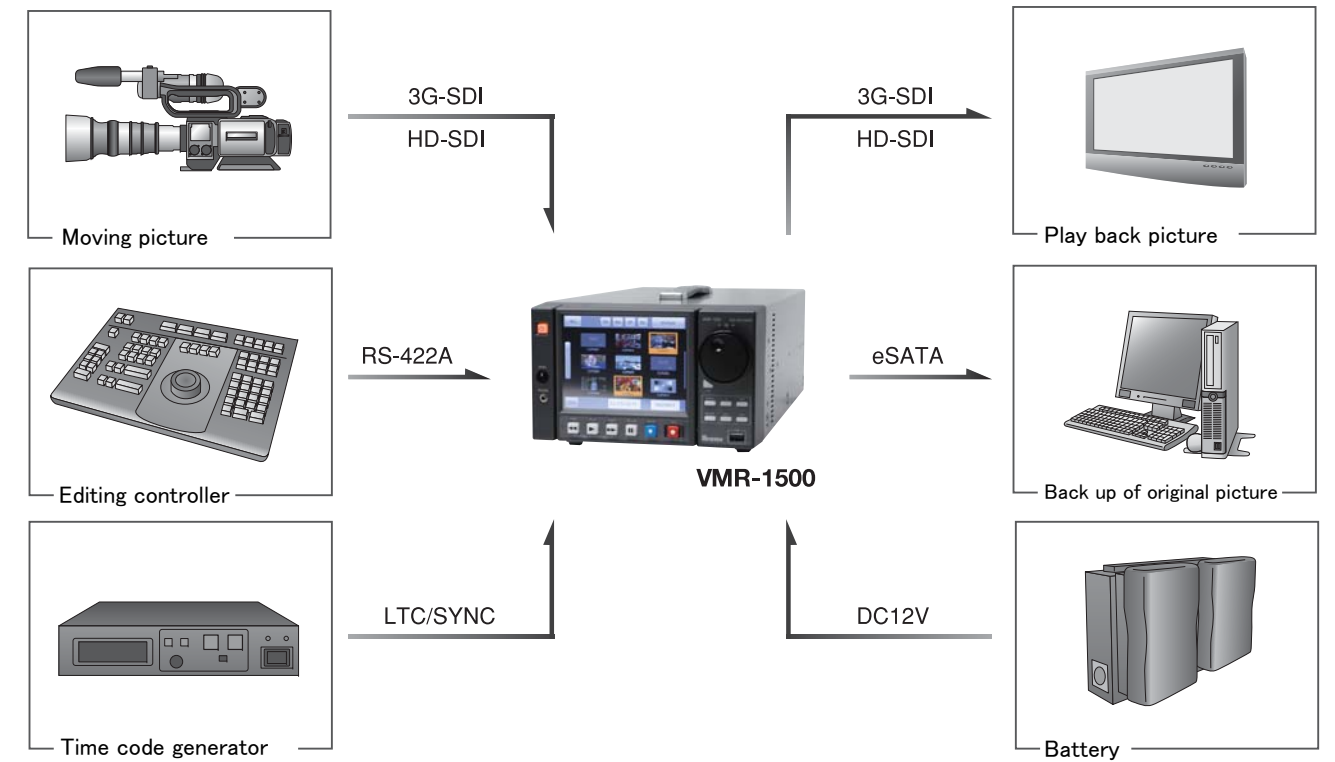 3G-SDI
HD-SDI
Moving picture
3G-SDI
HD-SDI
Play back picture
RS-422A
Editing controller
VMR-1500
eSATA
Back up of original picture
LTC/SYNC
Time code generator
DC12V
Battery